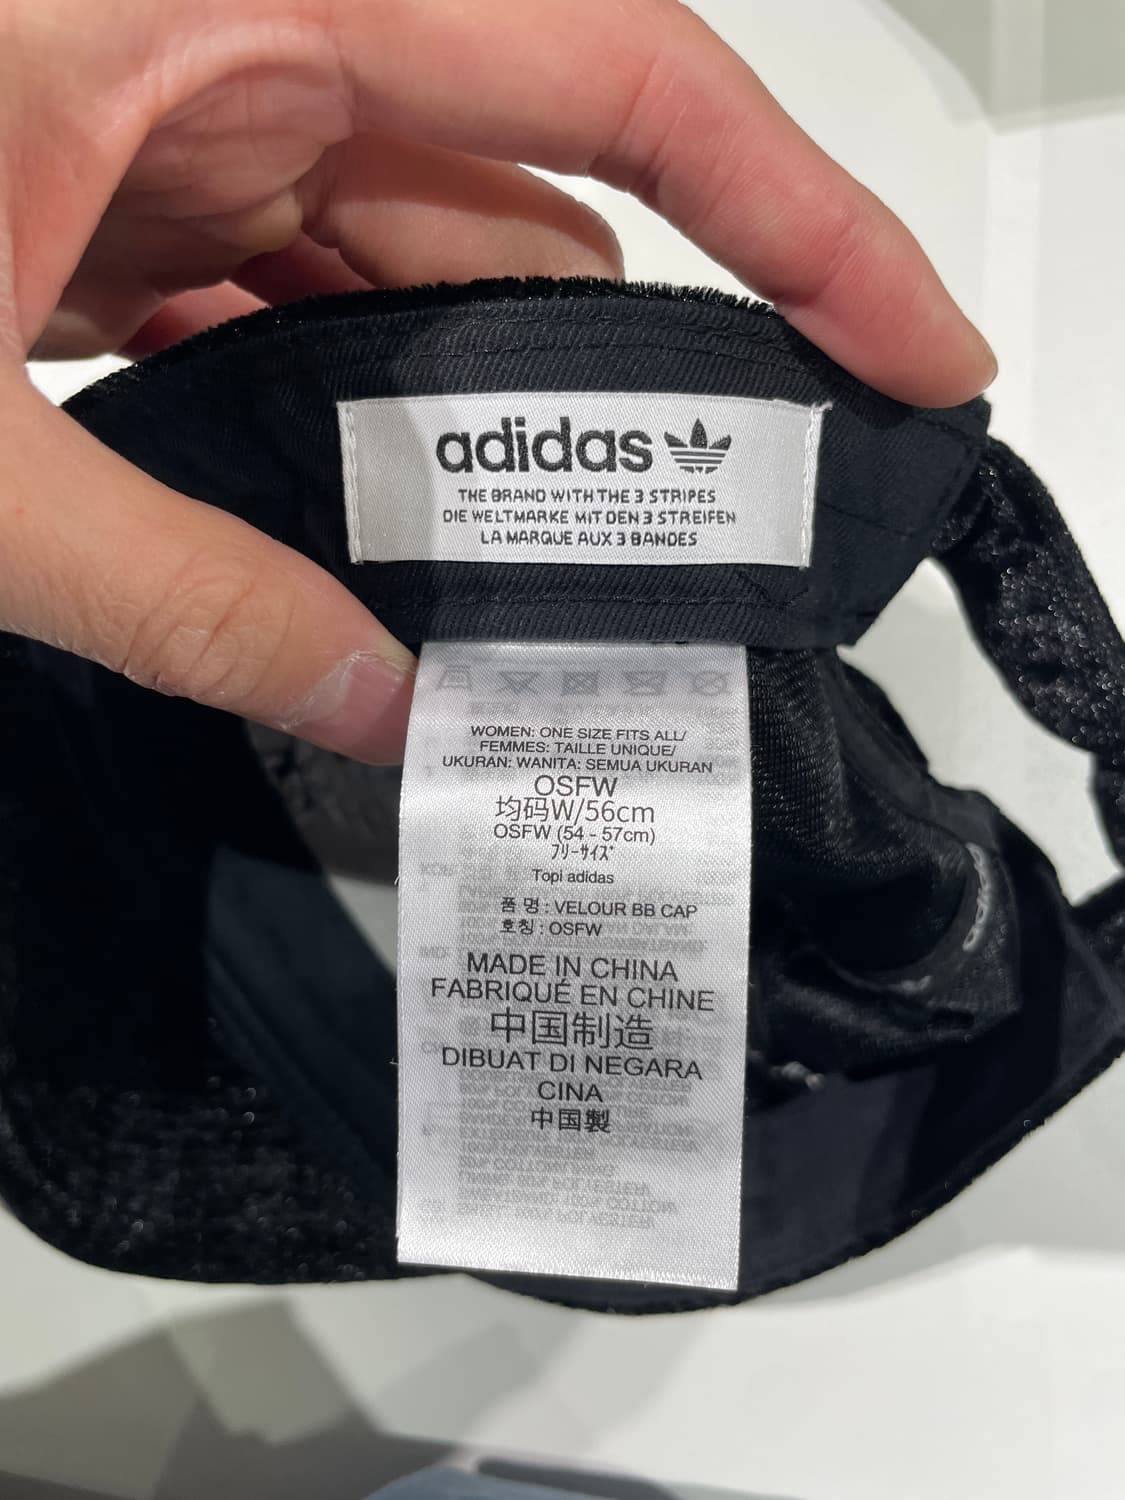 adidas
THE BRAND WITH THE 3 STRIPES
DIE WELTMARKE MIT DEN 3 STREIFEN
LA MARQUE AUX 3 BANDES
WOMEN: ONE SIZE FITS ALL/
FEMMES: TAILLE UNIQUE/
UKURAN: WANITA: SEMUA UKURAN
OSFW
均码W/56cm
OSFW (54 - 57cm)
ﾌﾘｰｻｲｽﾞ
Topi adidas
품 명 : VELOUR BB CAP
호칭 : OSFW
MADE IN CHINA
FABRIQUÉ EN CHINE
中国制造
DIBUAT DI NEGARA
CINA
中国製